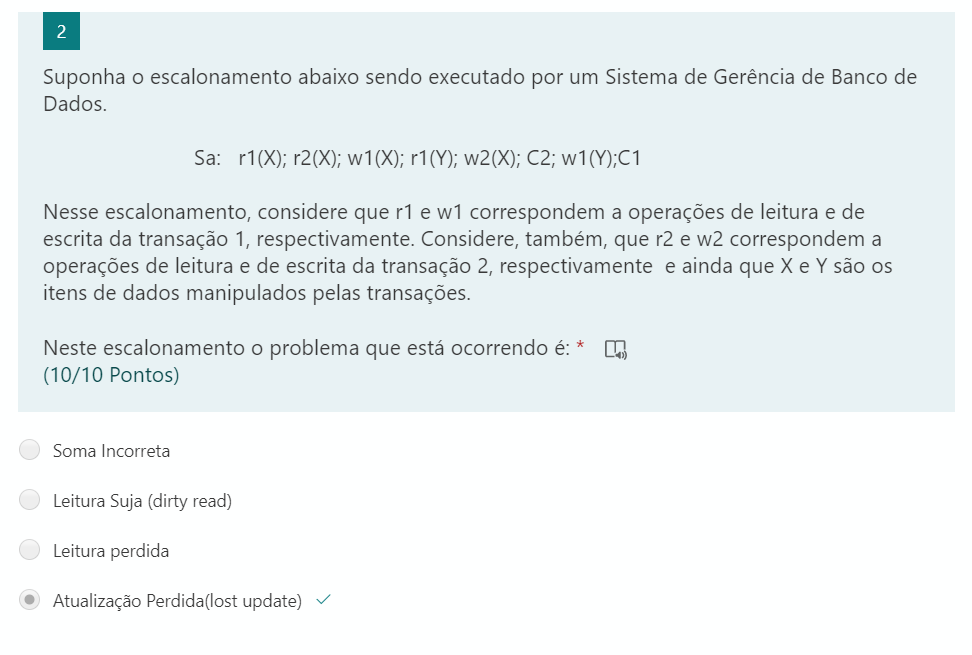 2
Suponha o escalonamento abaixo sendo executado por um Sistema de Gerência de Banco de
Dados.
Sa: r1(X); r2(X); w1(X); r1(Y); w2(X); C2; w1(Y);C1
Nesse escalonamento, considere que r1 e w1 correspondem a operações de leitura e de
escrita da transação 1, respectivamente. Considere, também, que r2 e w2 correspondem a
operações de leitura e de escrita da transação 2, respectivamente e ainda que X e Y são os
itens de dados manipulados pelas transações.
Neste escalonamento o problema que está ocorrendo é: *
(10/10 Pontos)
Soma Incorreta
Leitura Suja (dirty read)
Leitura perdida
Atualização Perdida(lost update)